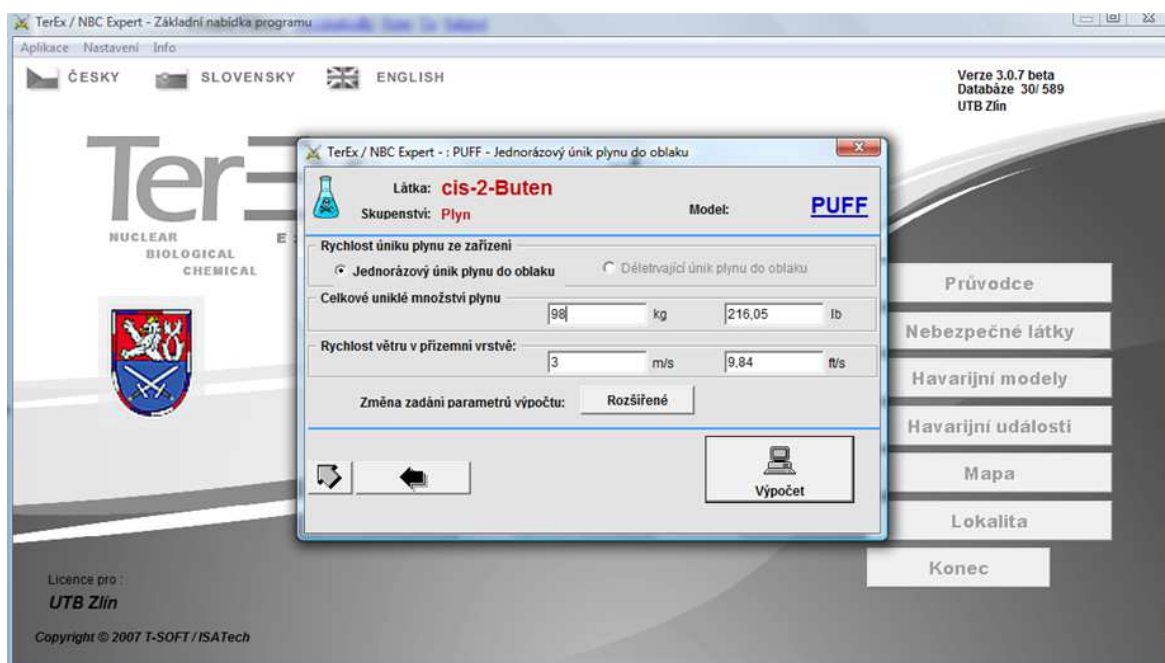 TerEx / NBC Expert - Základní nabídka programu
Aplikace Nastavení Info
ČESKY SLOVENSKY ENGLISH
Verze 3.0.7 beta
Databáze 30/ 589
UTB Zlín
TerE
NUCLEAR E
BIOLOGICAL
CHEMICAL
TerEx / NBC Expert - : PUFF - Jednorázový únik plynu do oblaku
Látka: cis-2-Buten
Skupenství: Plyn Model: PUFF
Rychlost úniku plynu ze zařízení
Jednorázový únik plynu do oblaku Déletrvající únik plynu do oblaku
Celkové uniklé množství plynu
98 kg 216,05 lb
Rychlost větru v přízemní vrstvě:
3 m/s 9,84 ft/s
Změna zadání parametrů výpočtu: Rozšířené
Výpočet
Průvodce
Nebezpečné látky
Havarijní modely
Havarijní události
Mapa
Lokalita
Konec
Licence pro :
UTB Zlín
Copyright © 2007 T-SOFT / ISATech